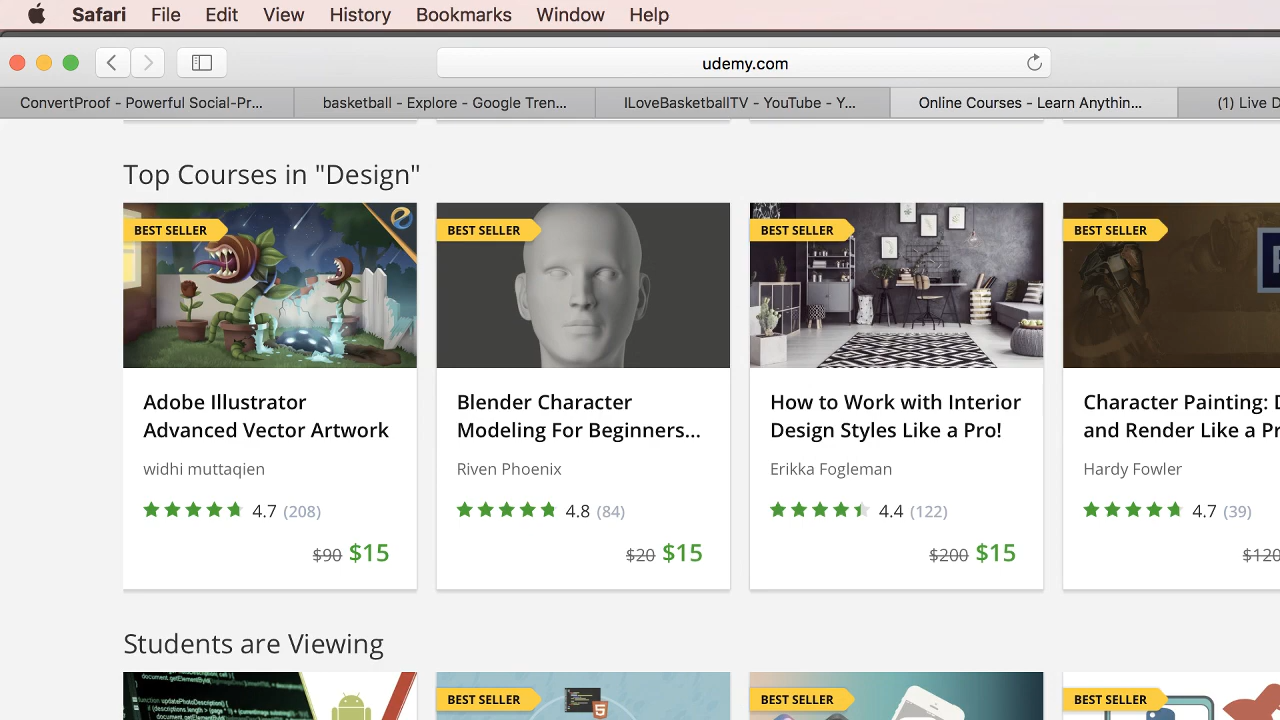 Safari File Edit View History Bookmarks Window Help
udemy.com
ConvertProof - Powerful Social-Pr...
basketball - Explore - Google Tren...
ILoveBasketballTV - YouTube - Y...
Online Courses - Learn Anythin...
(1) Live D
Top Courses in "Design"
BEST SELLER
BEST SELLER
BEST SELLER
BEST SELLER
Adobe Illustrator
Advanced Vector Artwork
widhi muttaqien
4.7 (208)
$90 $15
Blender Character
Modeling For Beginners...
Riven Phoenix
4.8 (84)
$20 $15
How to Work with Interior
Design Styles Like a Pro!
Erikka Fogleman
4.4 (122)
$200 $15
Character Painting: D
and Render Like a Pr
Hardy Fowler
4.7 (39)
$120
Students are Viewing
document.getElementById(
function updatePhotoDescription() {
BEST SELLER
5
BEST SELLER
BEST SELLER